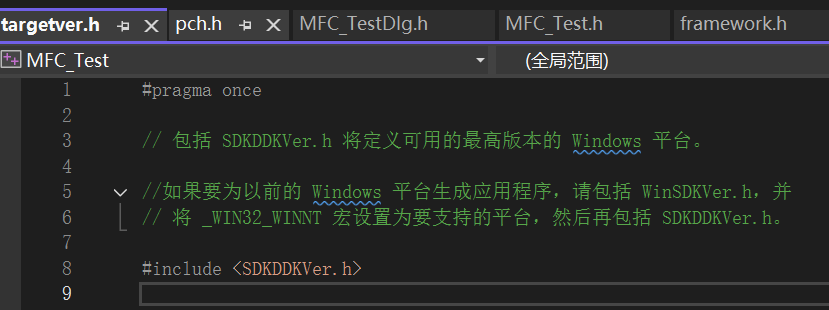 targetver.h
pch.h
MFC_TestDlg.h
MFC_Test.h
framework.h
MFC_Test
(全局范围)
1 #pragma once
2
3 // 包括 SDKDDKVer.h 将定义可用的最高版本的 Windows 平台。
4
5 //如果要为以前的 Windows 平台生成应用程序，请包括 WinSDKVer.h，并
6 // 将 _WIN32_WINNT 宏设置为要支持的平台，然后再包括 SDKDDKVer.h。
7
8 #include <SDKDDKVer.h>
9